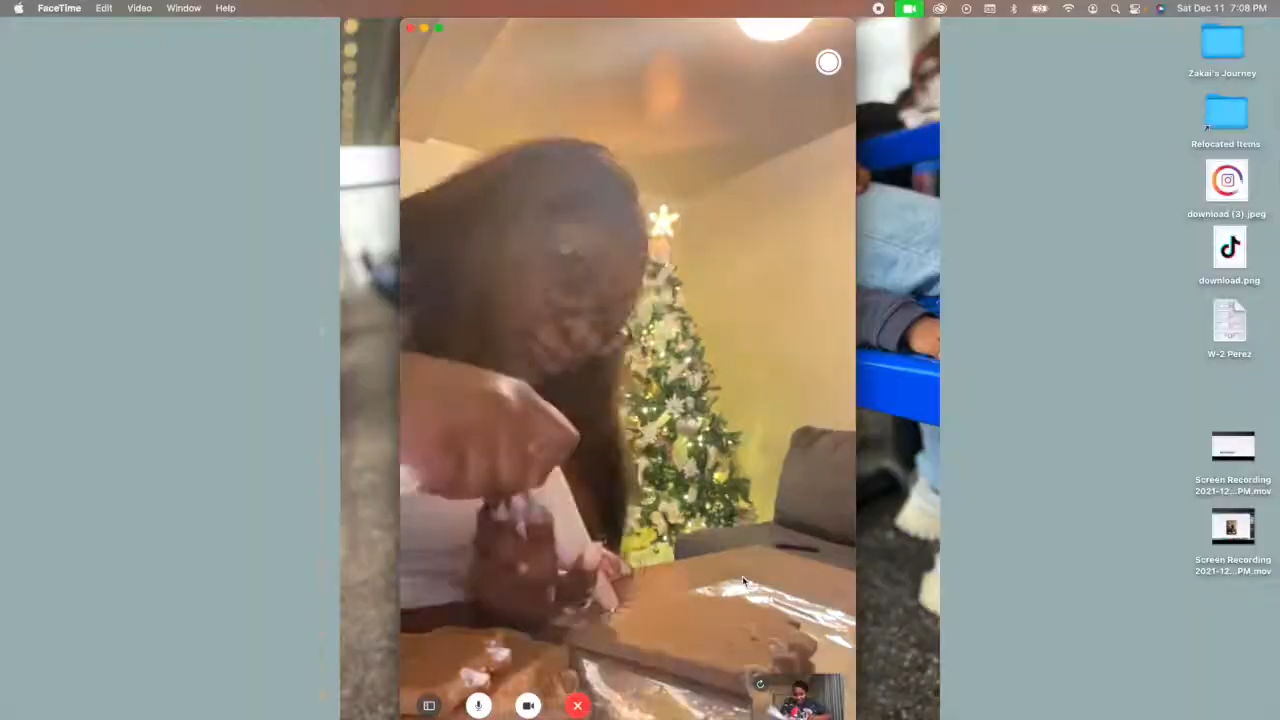 FaceTime Edit Video Window Help
Sat Dec 11 7:08 PM
Zakai's Journey
Relocated Items
download (3).jpeg
download.png
W-2 Perez
Screen Recording
2021-12...PM.mov
Screen Recording
2021-12...PM.mov